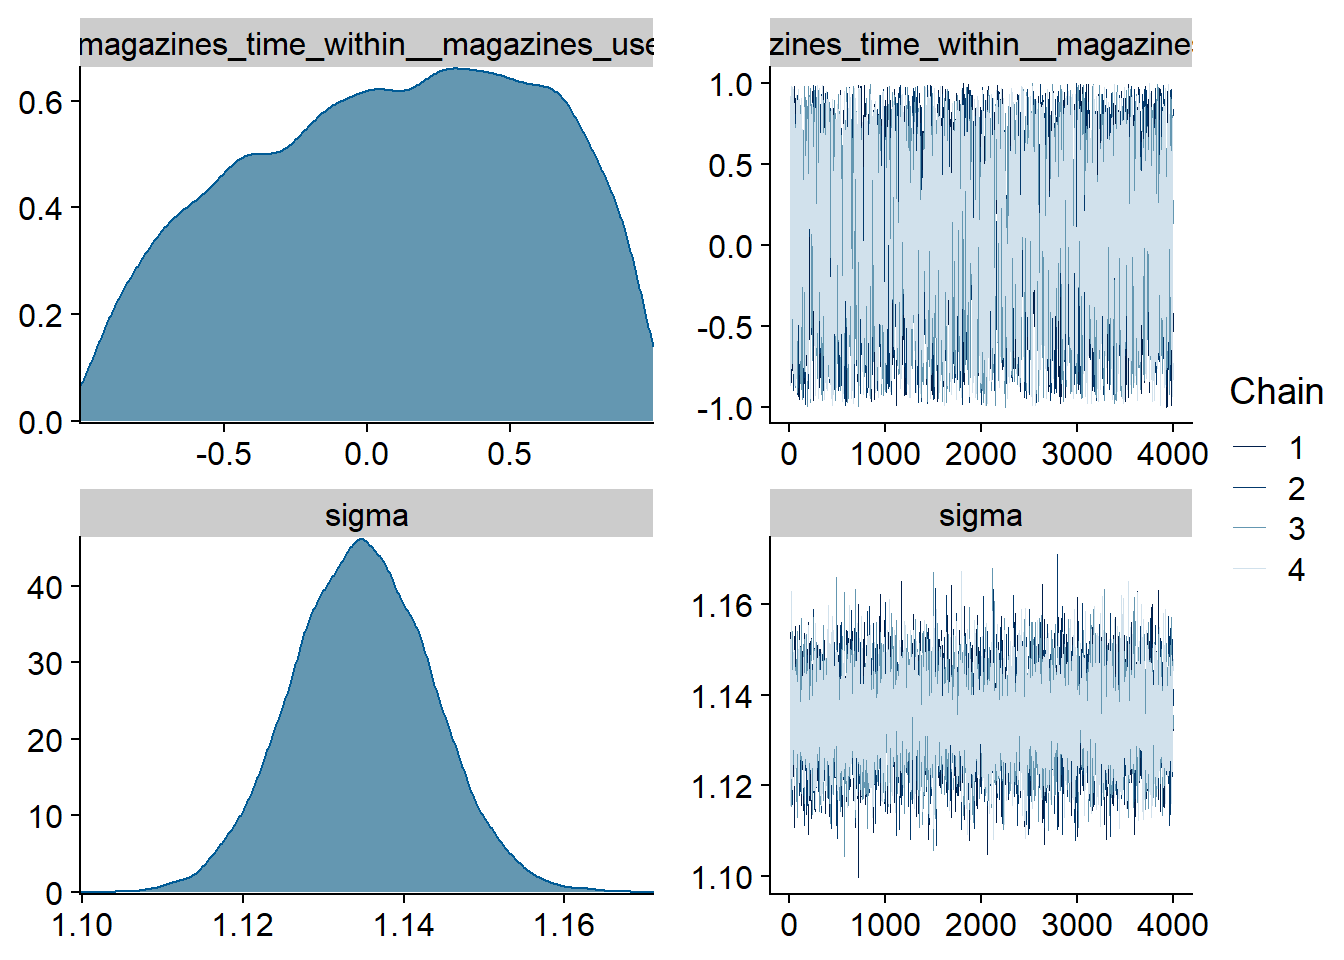 magazines_time_within__magazines_use
0.6
0.4
0.2
0.0
-0.5 0.0 0.5
zines_time_within__magazines
1.0
0.5
0.0
-0.5
-1.0
0 1000 2000 3000 4000
sigma
40
30
20
10
0
1.10 1.12 1.14 1.16
sigma
1.16
1.14
1.12
1.10
0 1000 2000 3000 4000
Chain
1
2
3
4